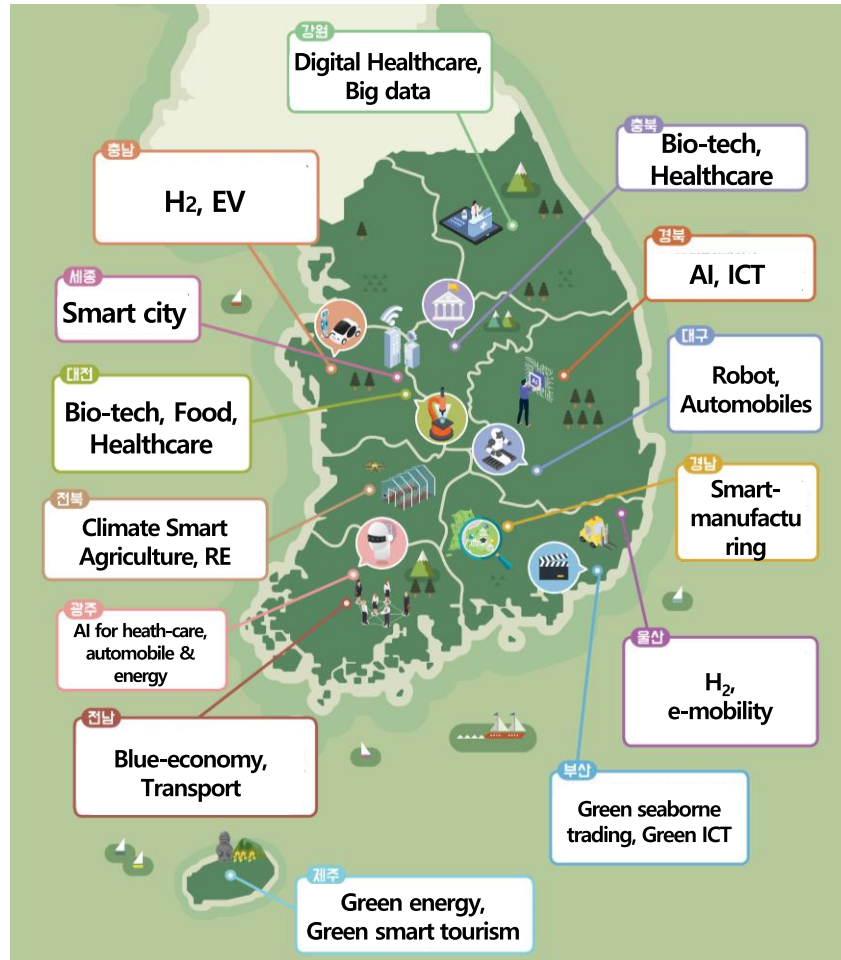 강원
Digital Healthcare,
Big data
충북
Bio-tech,
Healthcare
충남
H2, EV
경북
AI, ICT
세종
Smart city
대구
Robot,
Automobiles
대전
Bio-tech, Food,
Healthcare
경남
Smart-
manufactu
ring
전북
Climate Smart
Agriculture, RE
광주
AI for heath-care,
automobile &
energy
울산
H₂,
e-mobility
전남
Blue-economy,
Transport
부산
Green seaborne
trading, Green ICT
제주
Green energy,
Green smart tourism
AI